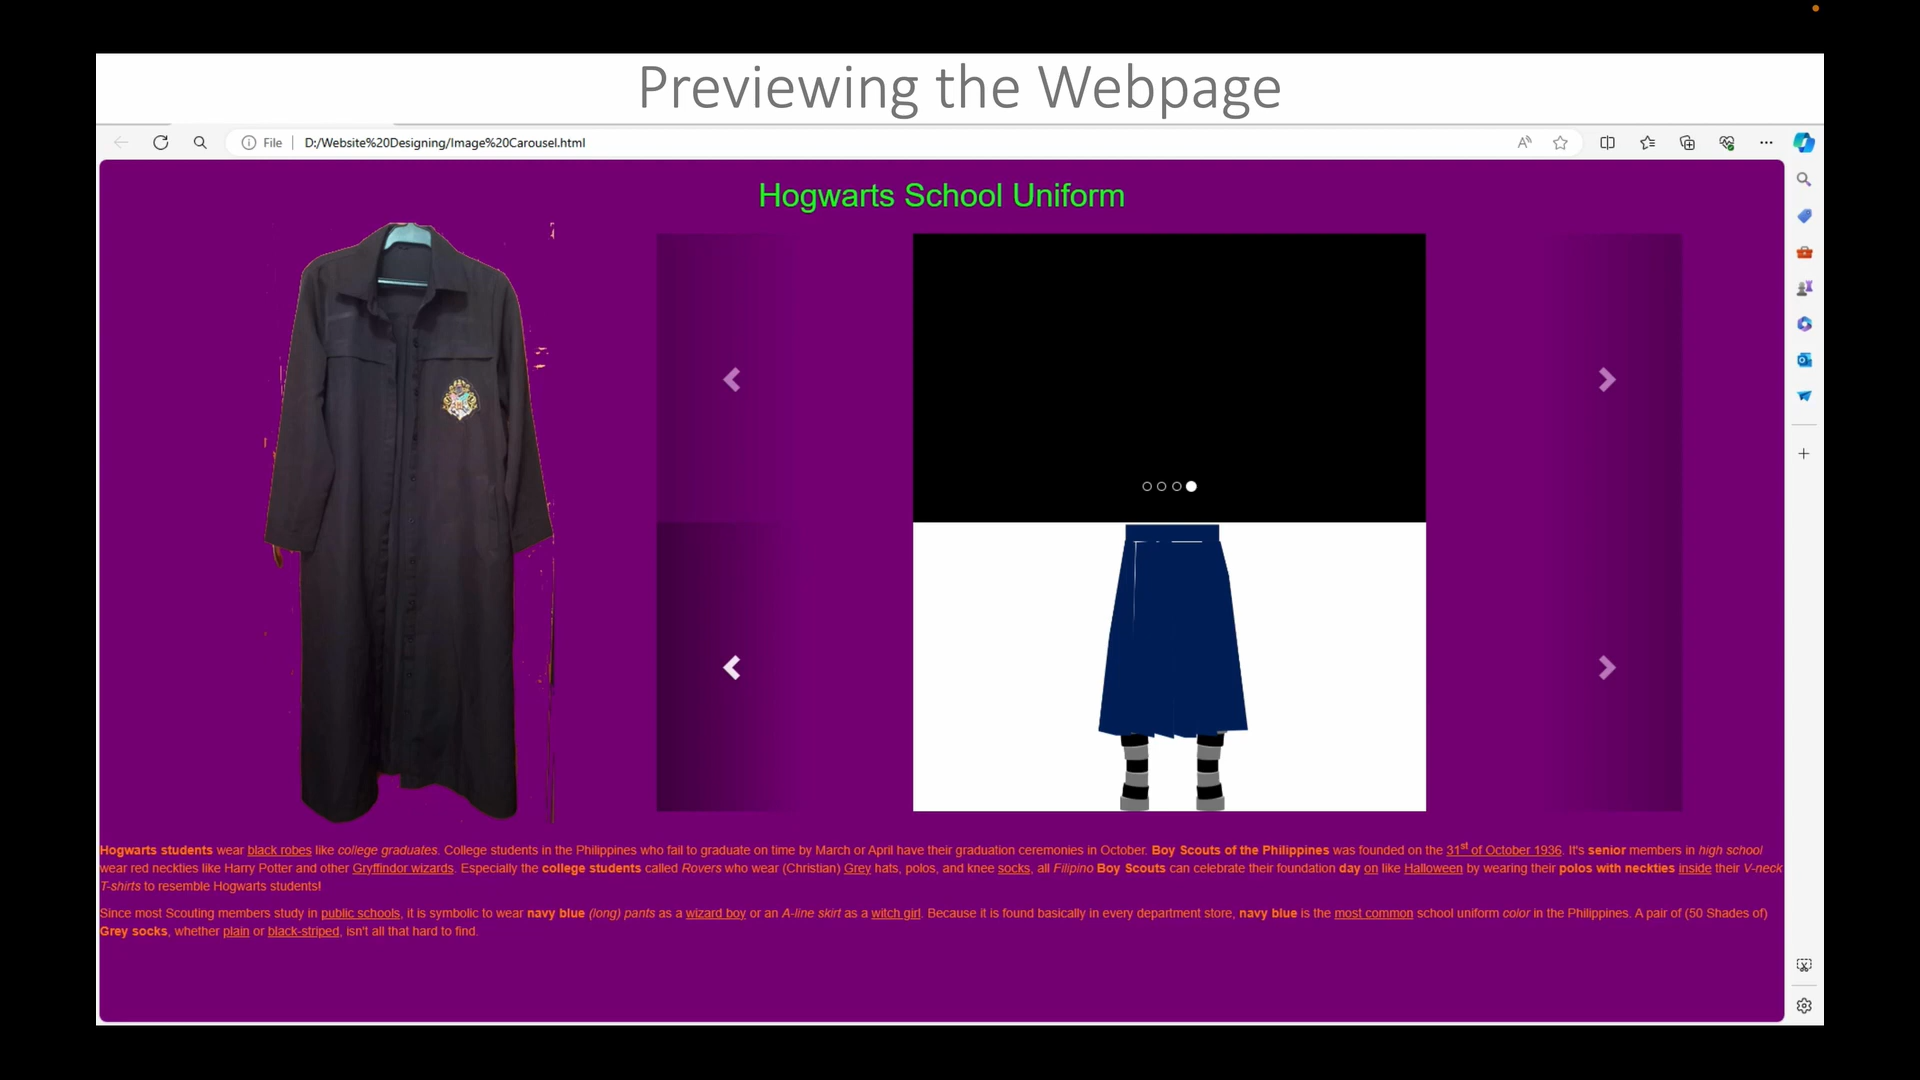 Previewing the Webpage
File
D:/Website%20Designing/Image%20Carousel.html
Hogwarts School Uniform
Hogwarts students wear black robes like college graduates. College students in the Philippines who fail to graduate on time by March or April have their graduation ceremonies in October. Boy Scouts of the Philippines was founded on the 31st of October 1936. It's senior members in high school
wear red neckties like Harry Potter and other Gryffindor wizards. Especially the college students called Rovers who wear (Christian) Grey hats, polos, and knee socks, all Filipino Boy Scouts can celebrate their foundation day on like Halloween by wearing their polos with neckties inside their V-neck
T-shirts to resemble Hogwarts students!
Since most Scouting members study in public schools, it is symbolic to wear navy blue (long) pants as a wizard boy or an A-line skirt as a witch girl. Because it is found basically in every department store, navy blue is the most common school uniform color in the Philippines. A pair of (50 Shades of)
Grey socks, whether plain or black-striped, isn't all that hard to find.